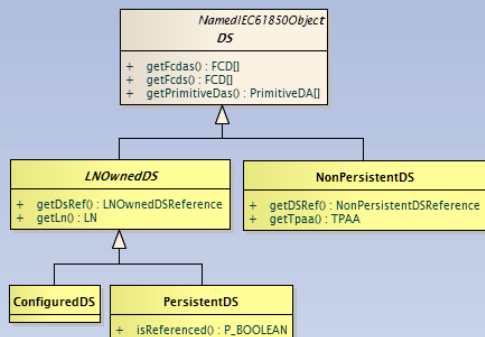 NamedIEC61850Object
DS
+ getFcdas() : FCD[]
+ getFcds() : FCD[]
+ getPrimitiveDas() : PrimitiveDA[]
LNOwnedDS
+ getDsRef() : LNOwnedDSReference
+ getLn() : LN
NonPersistentDS
+ getDSRef() : NonPersistentDSReference
+ getTpaa() : TPAA
ConfiguredDS
PersistentDS
+ isReferenced() : P_BOOLEAN